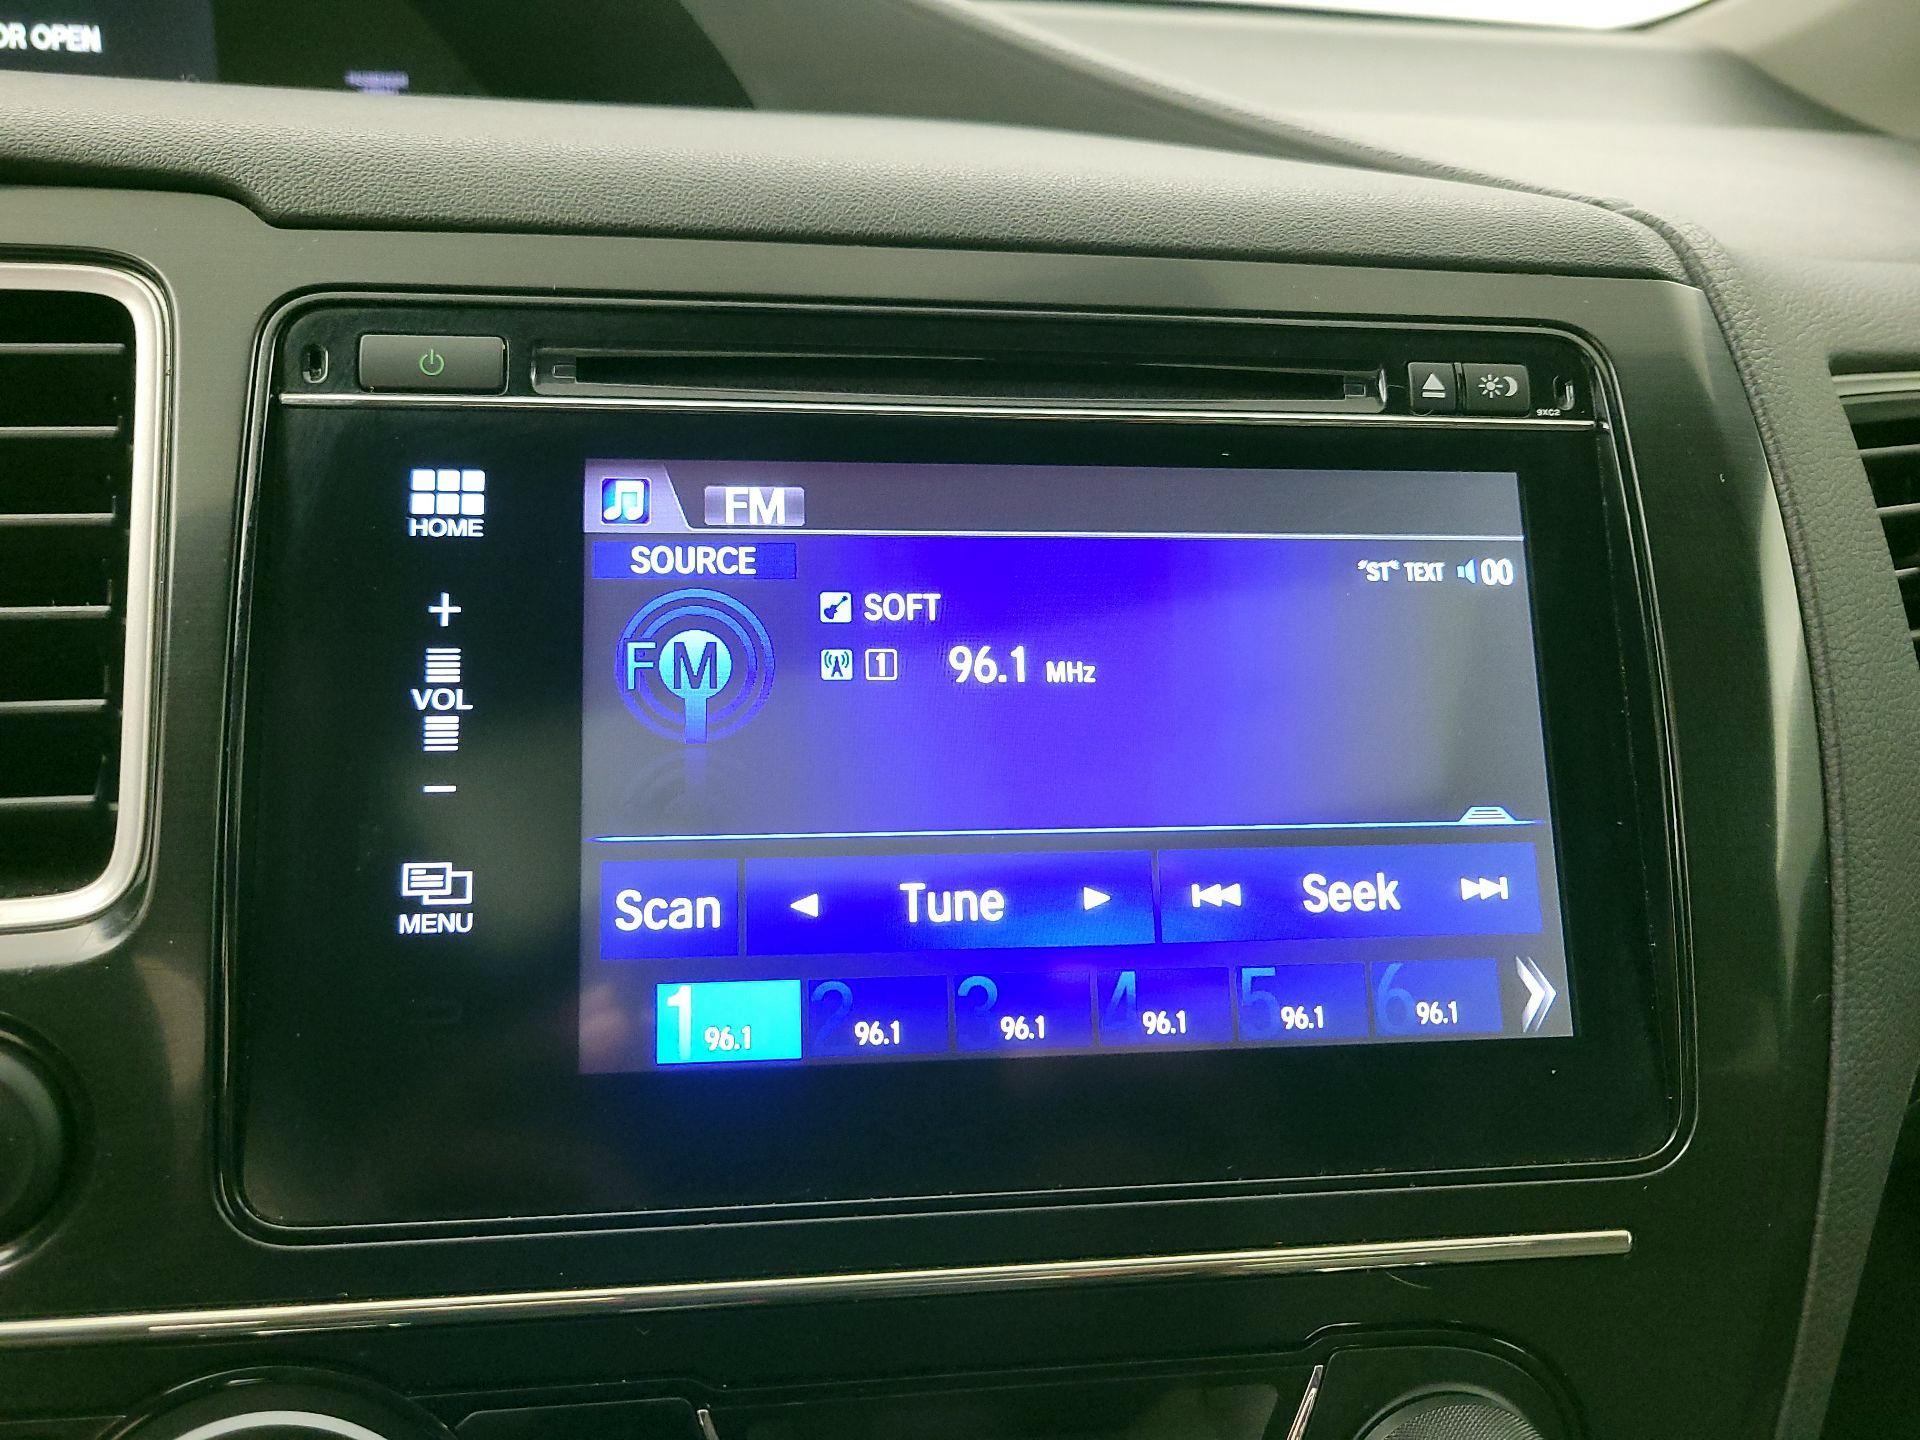 OR OPEN
9XC2
HOME
FM
SOURCE
"ST" TEXT 00
+
SOFT
FM
1 96.1 MHz
VOL
−
MENU
Scan Tune Seek
1 96.1 2 96.1 3 96.1 4 96.1 5 96.1 6 96.1